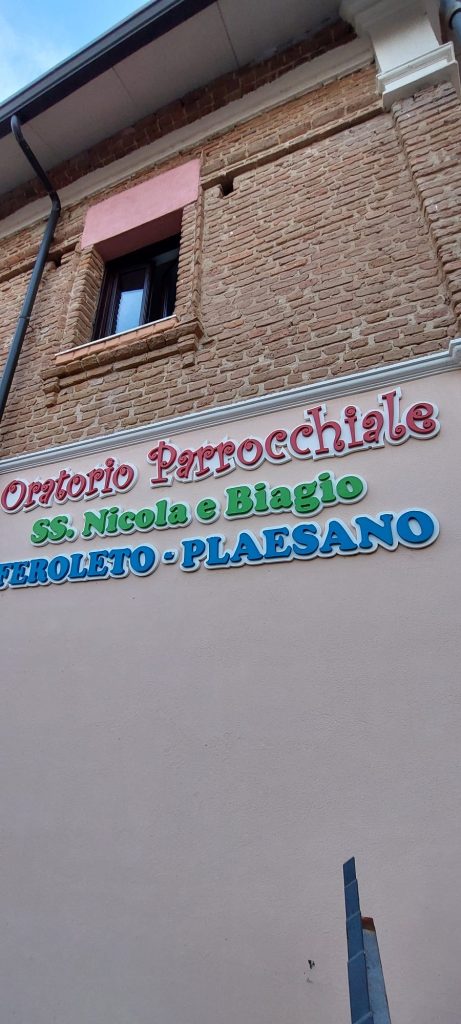 Oratorio Parrocchiale
SS. Nicola e Biagio
FEROLETO - PLAESANO